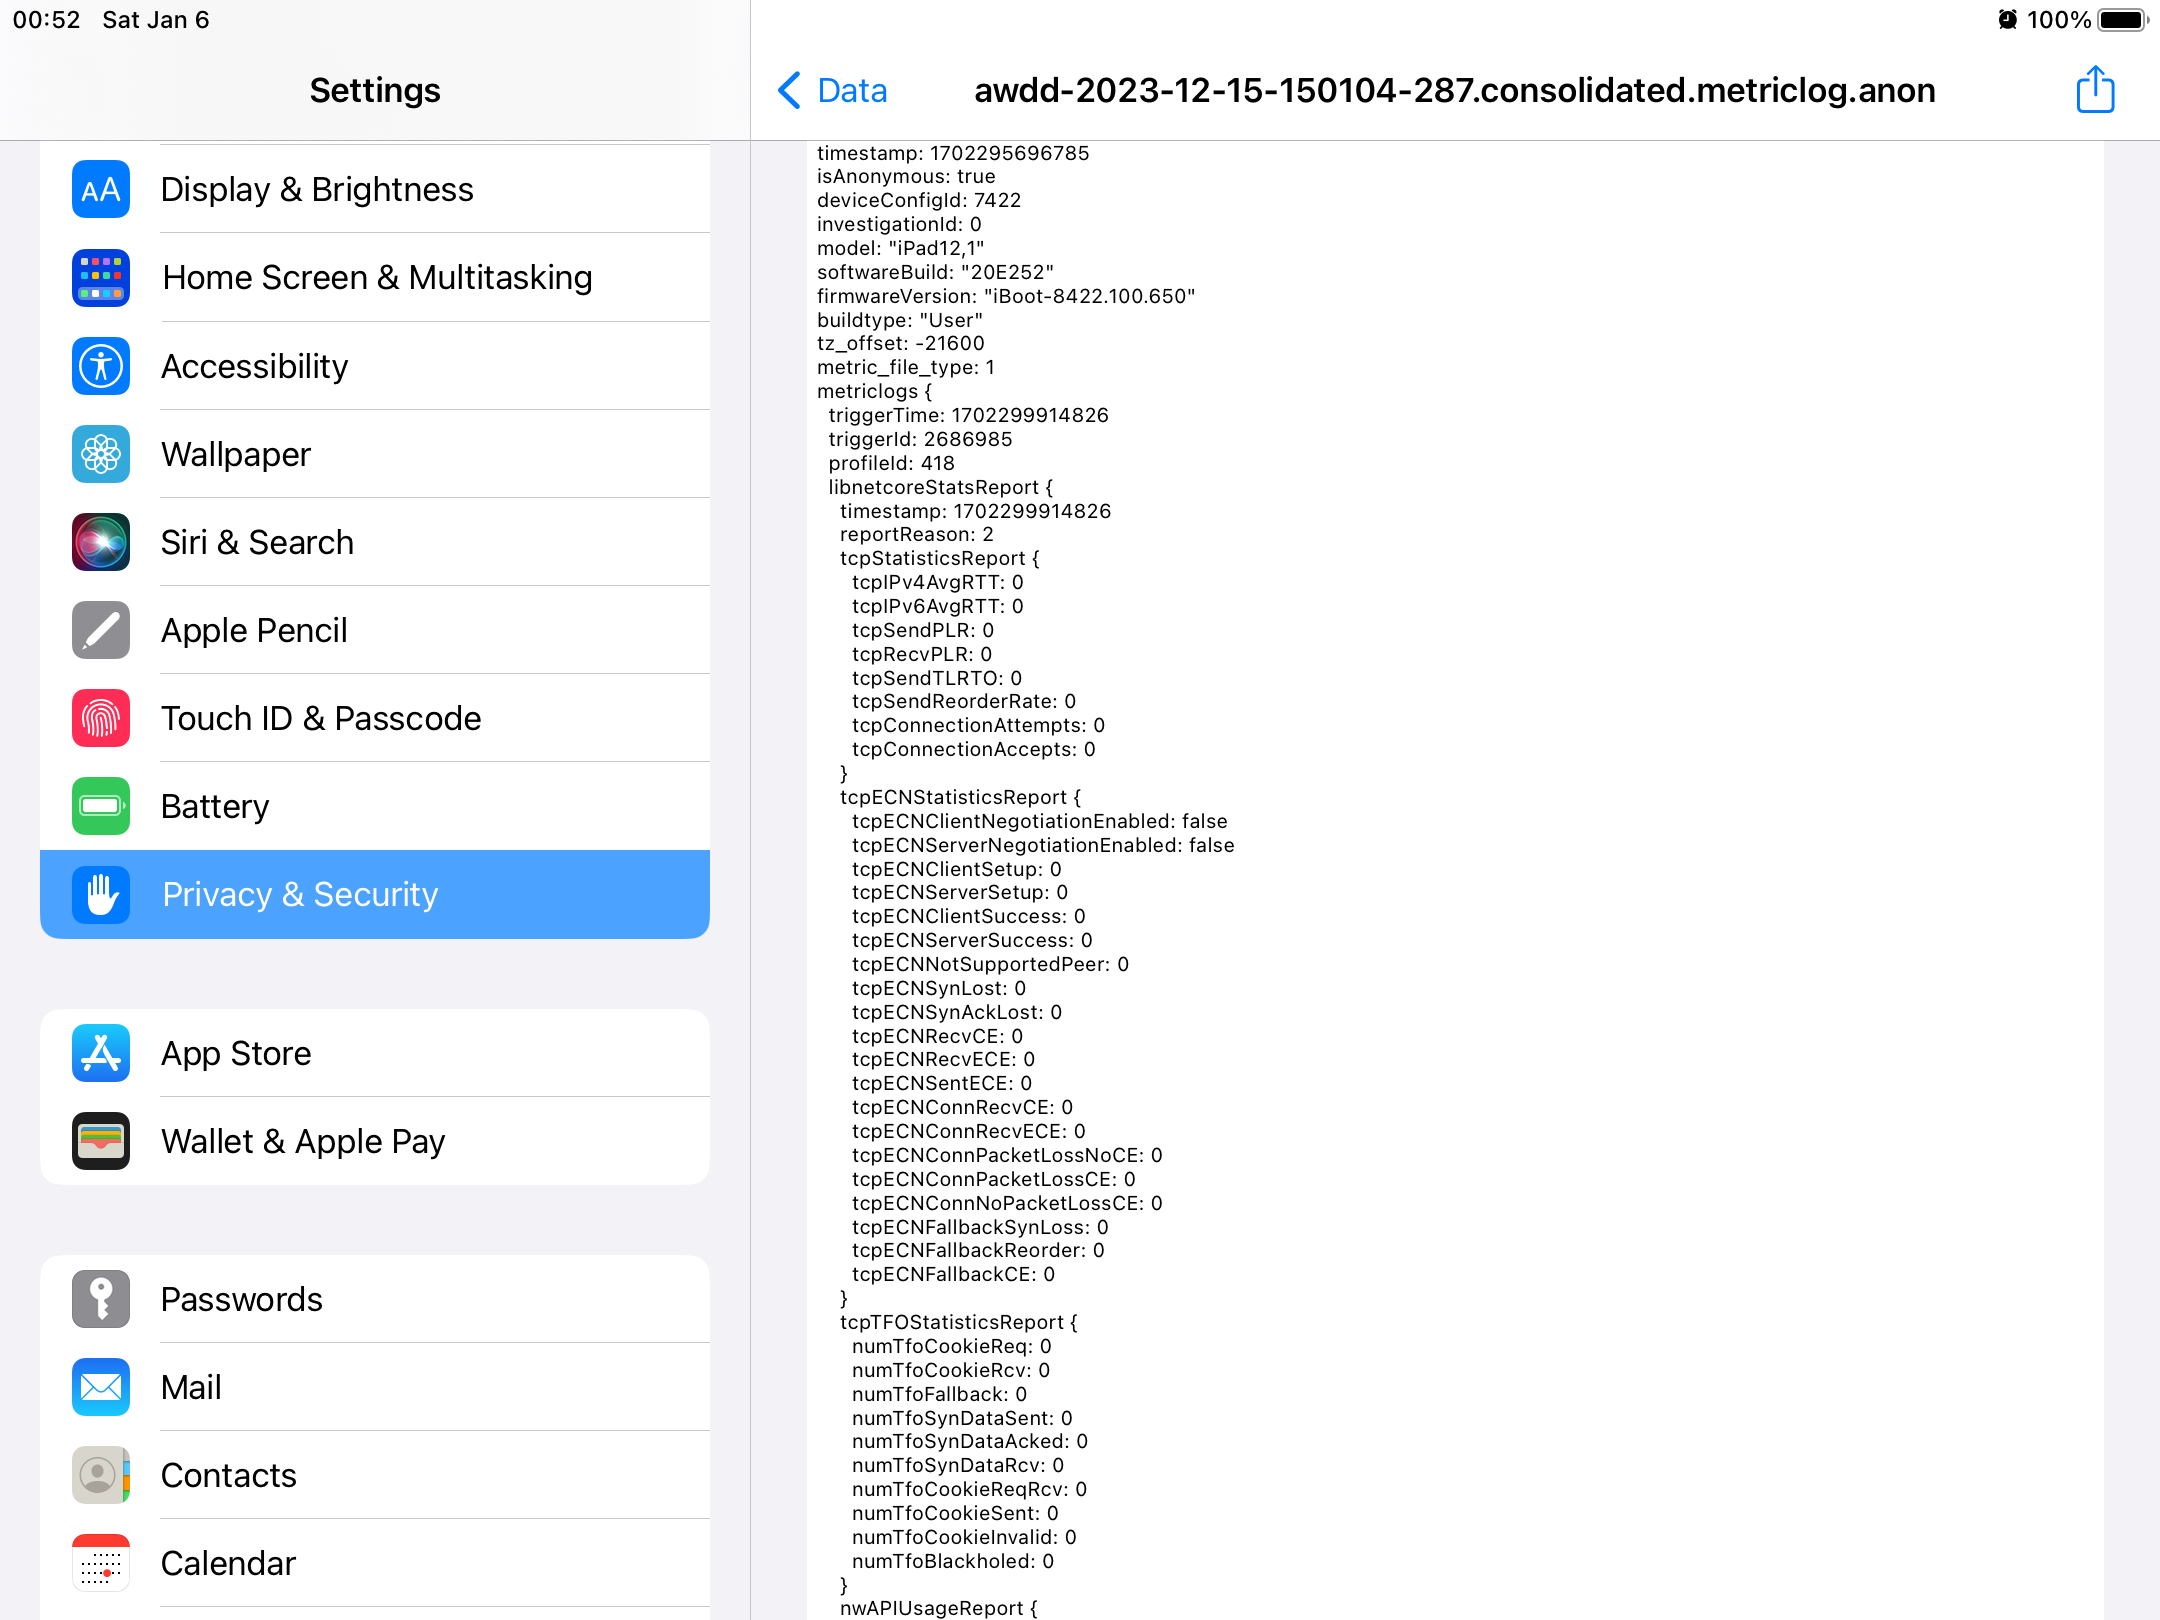 00:52 Sat Jan 6
100%
Settings
Data
awdd-2023-12-15-150104-287.consolidated.metriclog.anon
Display & Brightness
Home Screen & Multitasking
Accessibility
Wallpaper
Siri & Search
Apple Pencil
Touch ID & Passcode
Battery
Privacy & Security
App Store
Wallet & Apple Pay
Passwords
Mail
Contacts
Calendar
timestamp: 1702295696785
isAnonymous: true
deviceConfigId: 7422
investigationId: 0
model: "iPad12,1"
softwareBuild: "20E252"
firmwareVersion: "iBoot-8422.100.650"
buildtype: "User"
tz_offset: -21600
metric_file_type: 1
metriclogs {
triggerTime: 1702299914826
triggerId: 2686985
profileId: 418
libnetcoreStatsReport {
timestamp: 1702299914826
reportReason: 2
tcpStatisticsReport {
tcpIPv4AvgRTT: 0
tcpIPv6AvgRTT: 0
tcpSendPLR: 0
tcpRecvPLR: 0
tcpSendTLRTO: 0
tcpSendReorderRate: 0
tcpConnectionAttempts: 0
tcpConnectionAccepts: 0
}
tcpECNStatisticsReport {
tcpECNClientNegotiationEnabled: false
tcpECNServerNegotiationEnabled: false
tcpECNClientSetup: 0
tcpECNServerSetup: 0
tcpECNClientSuccess: 0
tcpECNServerSuccess: 0
tcpECNNotSupportedPeer: 0
tcpECNSynLost: 0
tcpECNSynAckLost: 0
tcpECNRecvCE: 0
tcpECNRecvECE: 0
tcpECNSentECE: 0
tcpECNConnRecvCE: 0
tcpECNConnRecvECE: 0
tcpECNConnPacketLossNoCE: 0
tcpECNConnPacketLossCE: 0
tcpECNConnNoPacketLossCE: 0
tcpECNFallbackSynLoss: 0
tcpECNFallbackReorder: 0
tcpECNFallbackCE: 0
}
tcpTFOStatisticsReport {
numTfoCookieReq: 0
numTfoCookieRcv: 0
numTfoFallback: 0
numTfoSynDataSent: 0
numTfoSynDataAcked: 0
numTfoSynDataRcv: 0
numTfoCookieReqRcv: 0
numTfoCookieSent: 0
numTfoCookieInvalid: 0
numTfoBlackholed: 0
}
nwAPIUsageReport {